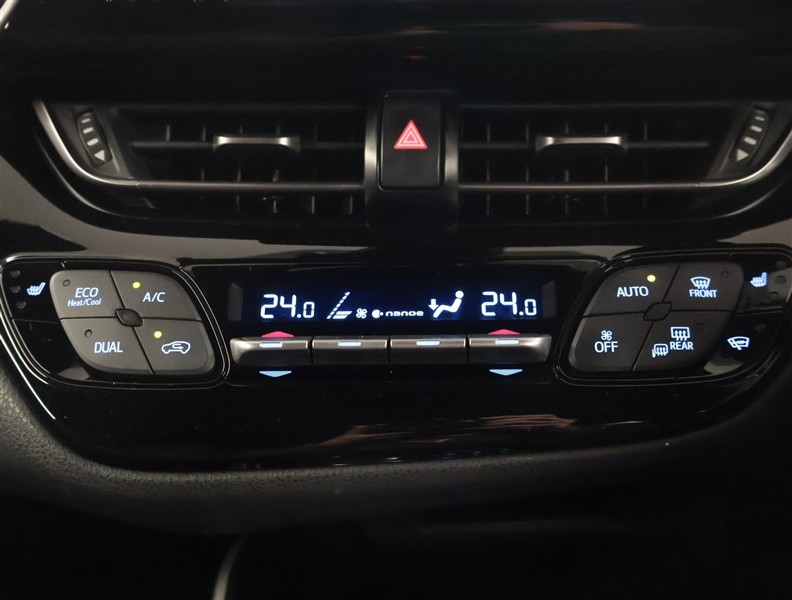 ECO
Heat/Cool
A/C
DUAL
24.0
nanoe
24.0
AUTO
FRONT
OFF
REAR